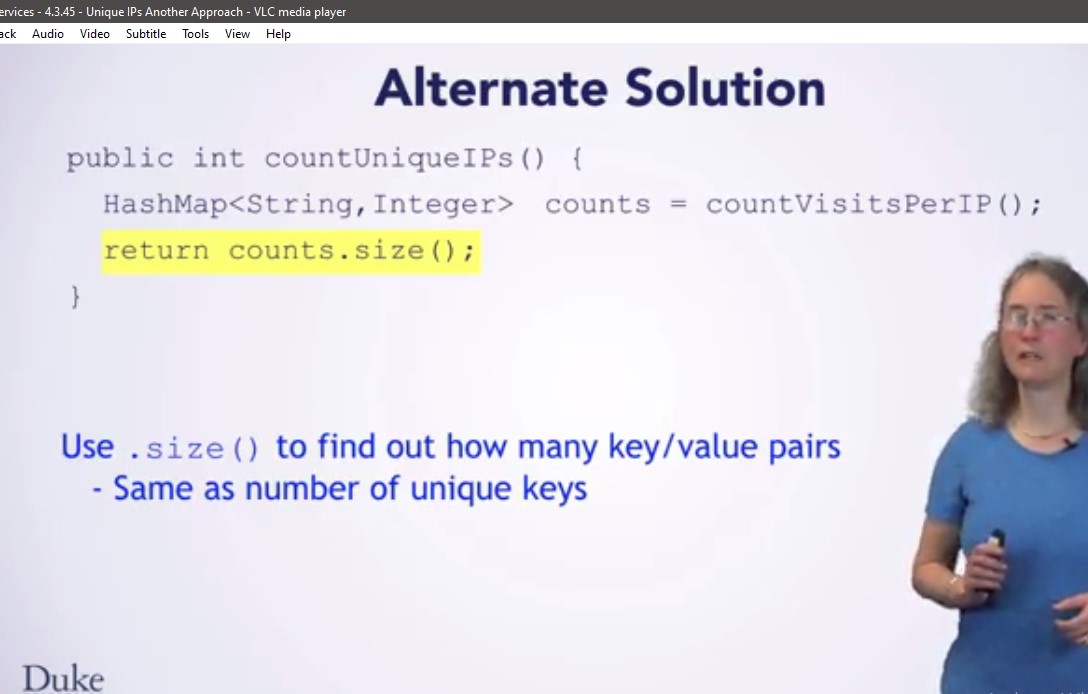 ervices - 4.3.45 - Unique IPs Another Approach - VLC media player
ack Audio Video Subtitle Tools View Help
Alternate Solution
public int countUniqueIPs() {
HashMap<String,Integer> counts = countVisitsPerIP();
return counts.size();
}
Use .size() to find out how many key/value pairs
- Same as number of unique keys
Duke